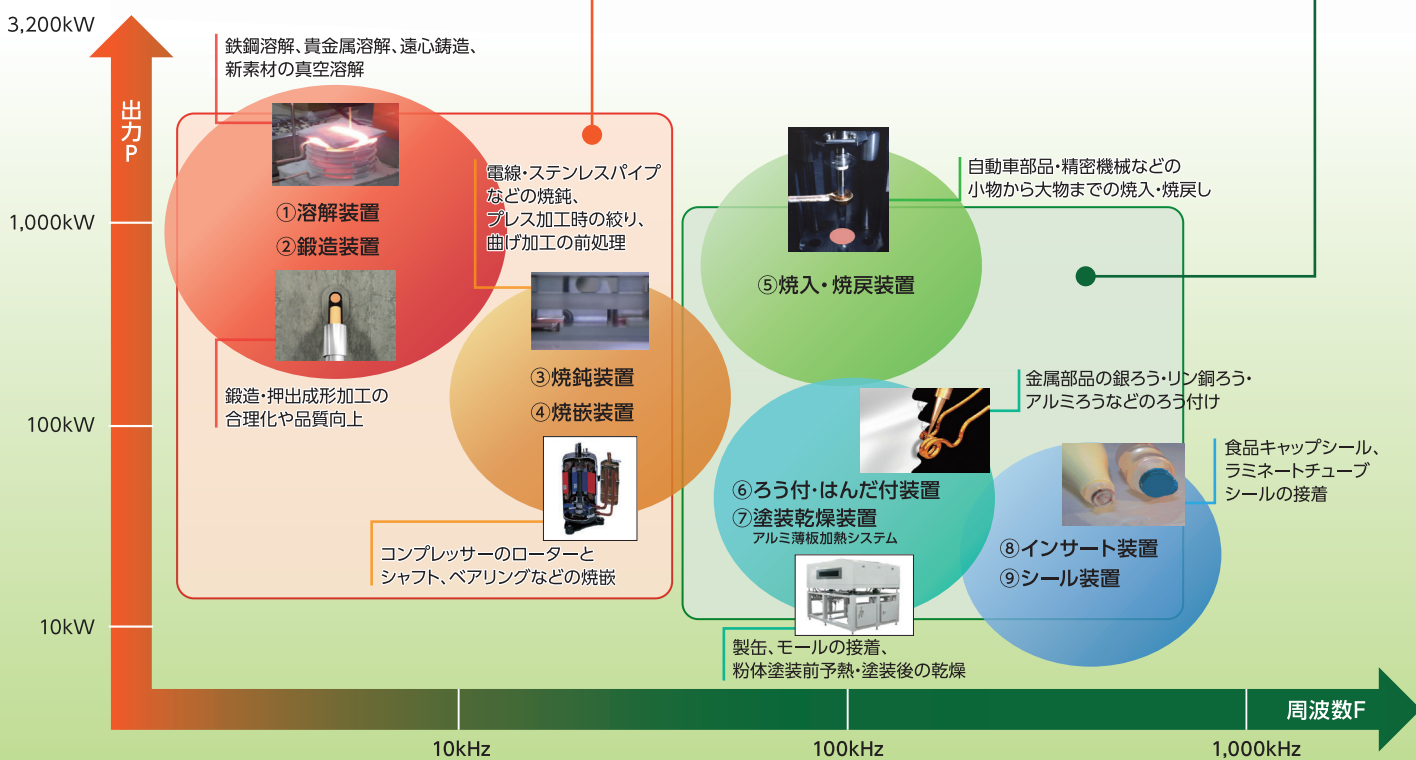 3,200kW
出力P
鉄鋼溶解、貴金属溶解、遠心鋳造、
新素材の真空溶解
①溶解装置
②鍛造装置
電線・ステンレスパイプ
などの焼鈍、
プレス加工時の絞り、
曲げ加工の前処理
自動車部品・精密機械などの
小物から大物までの焼入・焼戻し
1,000kW
⑤焼入・焼戻装置
③焼鈍装置
④焼嵌装置
鍛造・押出成形加工の
合理化や品質向上
金属部品の銀ろう・リン銅ろう・
アルミろうなどのろう付け
100kW
食品キャップシール、
ラミネートチューブ
シールの接着
⑥ろう付・はんだ付装置
⑦塗装乾燥装置
アルミ薄板加熱システム
コンプレッサーのローターと
シャフト、ベアリングなどの焼嵌
⑧インサート装置
⑨シール装置
10kW
製缶、モールの接着、
粉体塗装前予熱・塗装後の乾燥
周波数F
10kHz
100kHz
1,000kHz